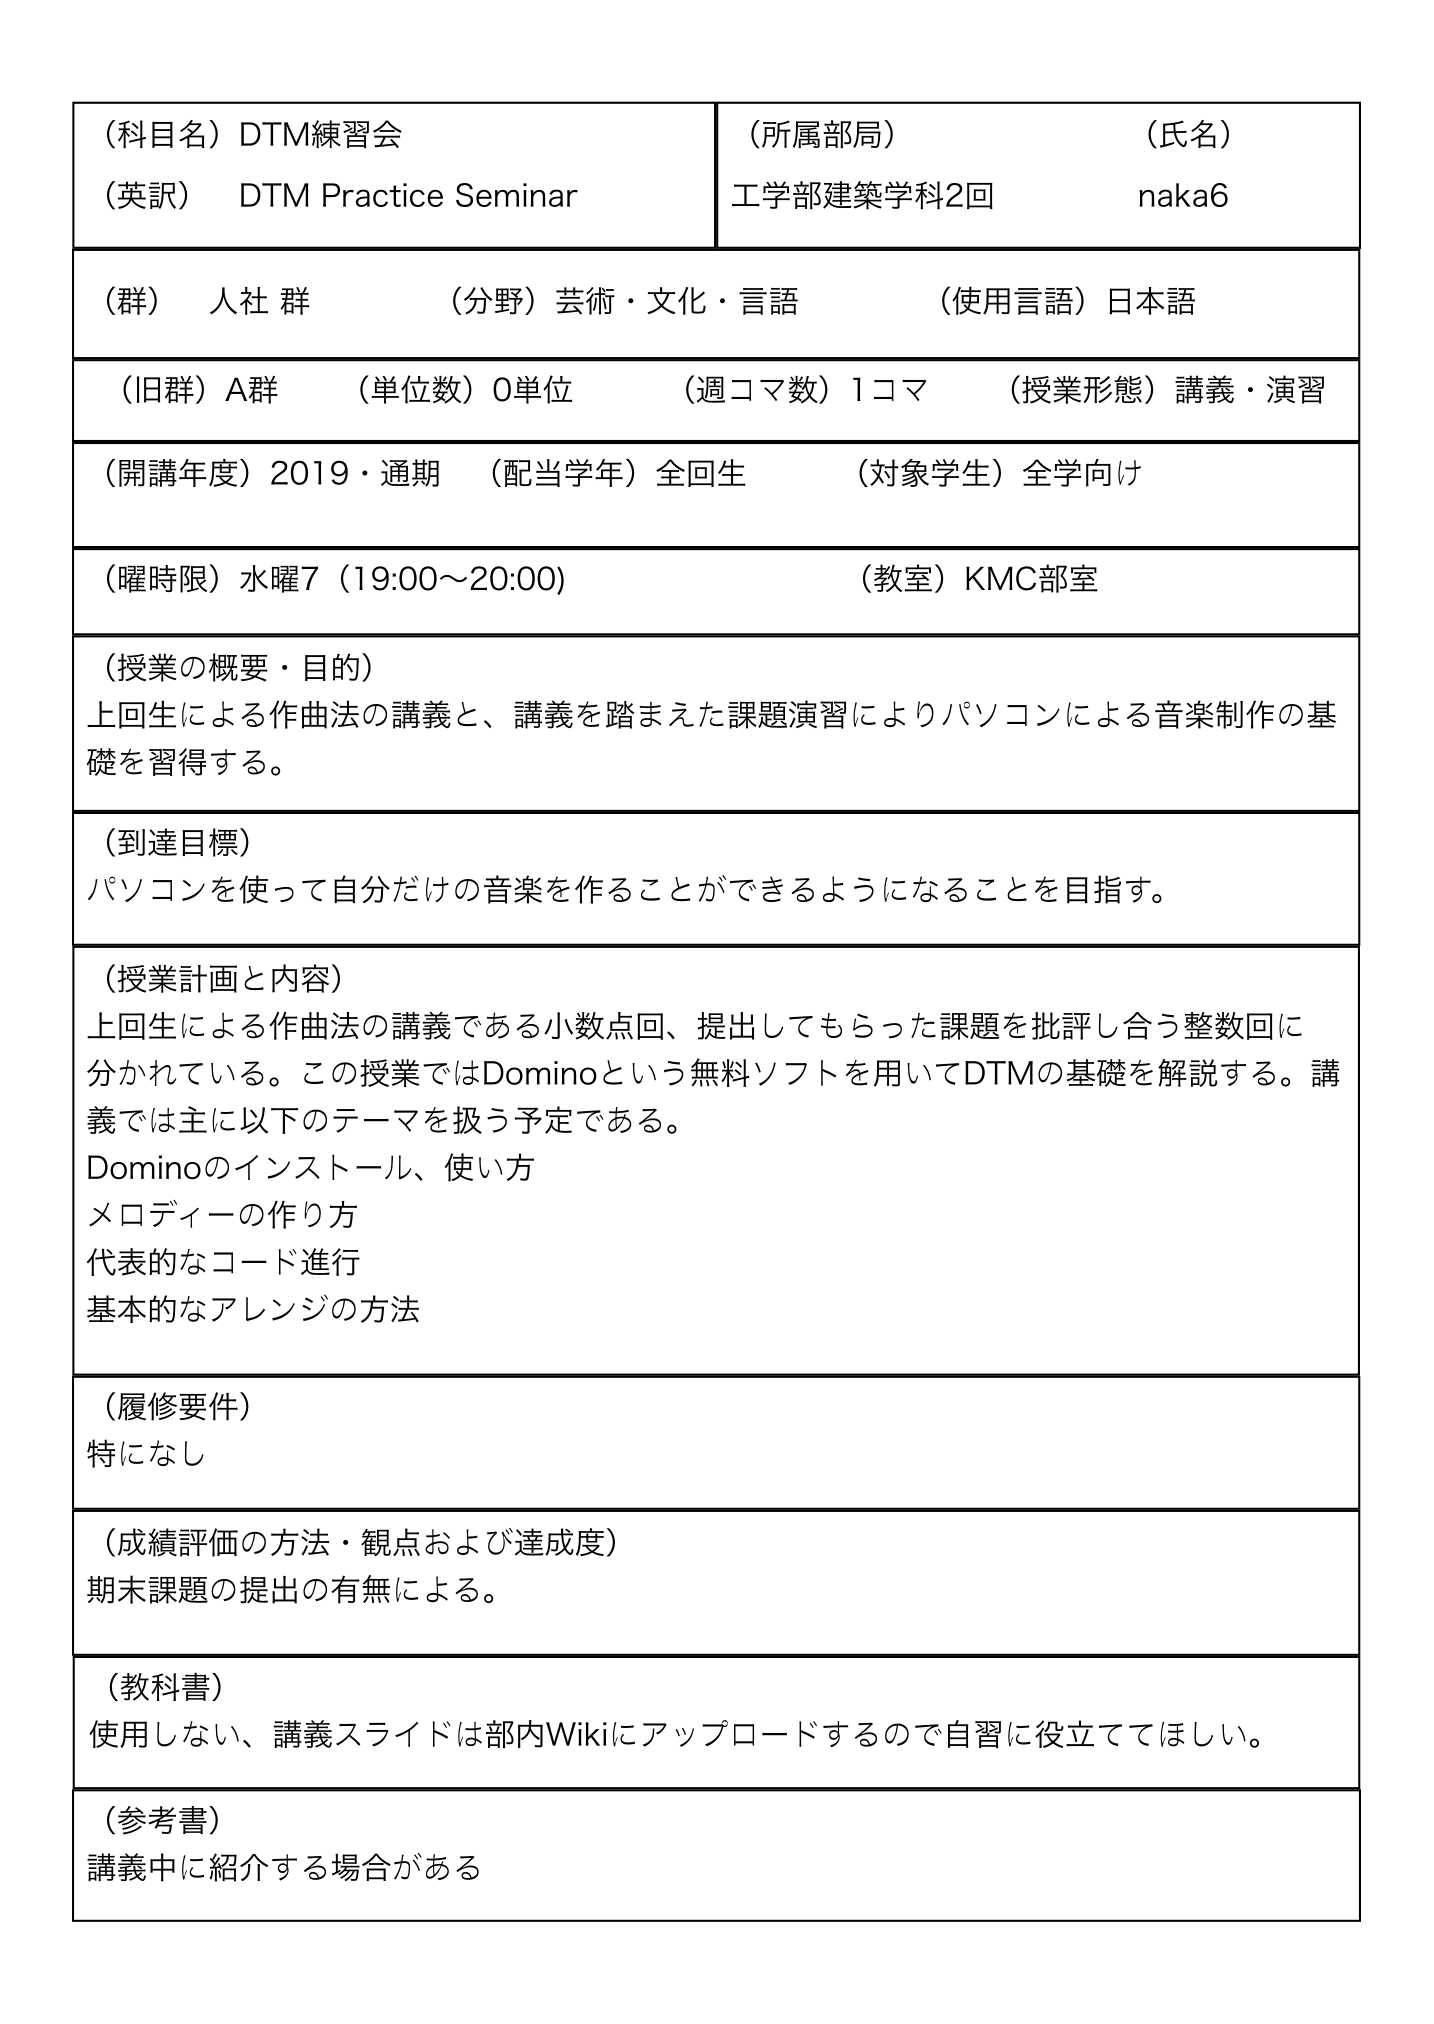 （科目名）DTM練習会
（所属部局）　（氏名）
（英訳）　DTM Practice Seminar
工学部建築学科2回　naka6
（群）　人社 群　（分野）芸術・文化・言語　（使用言語）日本語
（旧群）A群　（単位数）0単位　（週コマ数）1コマ　（授業形態）講義・演習
（開講年度）2019・通期　（配当学年）全回生　（対象学生）全学向け
（曜時限）水曜7（19:00〜20:00)　（教室）KMC部室
（授業の概要・目的）
上回生による作曲法の講義と、講義を踏まえた課題演習によりパソコンによる音楽制作の基
礎を習得する。
（到達目標）
パソコンを使って自分だけの音楽を作ることができるようになることを目指す。
（授業計画と内容）
上回生による作曲法の講義である小数点回、提出してもらった課題を批評し合う整数回に
分かれている。この授業ではDominoという無料ソフトを用いてDTMの基礎を解説する。講
義では主に以下のテーマを扱う予定である。
Dominoのインストール、使い方
メロディーの作り方
代表的なコード進行
基本的なアレンジの方法
（履修要件）
特になし
（成績評価の方法・観点および達成度）
期末課題の提出の有無による。
（教科書）
使用しない、講義スライドは部内Wikiにアップロードするので自習に役立ててほしい。
（参考書）
講義中に紹介する場合がある